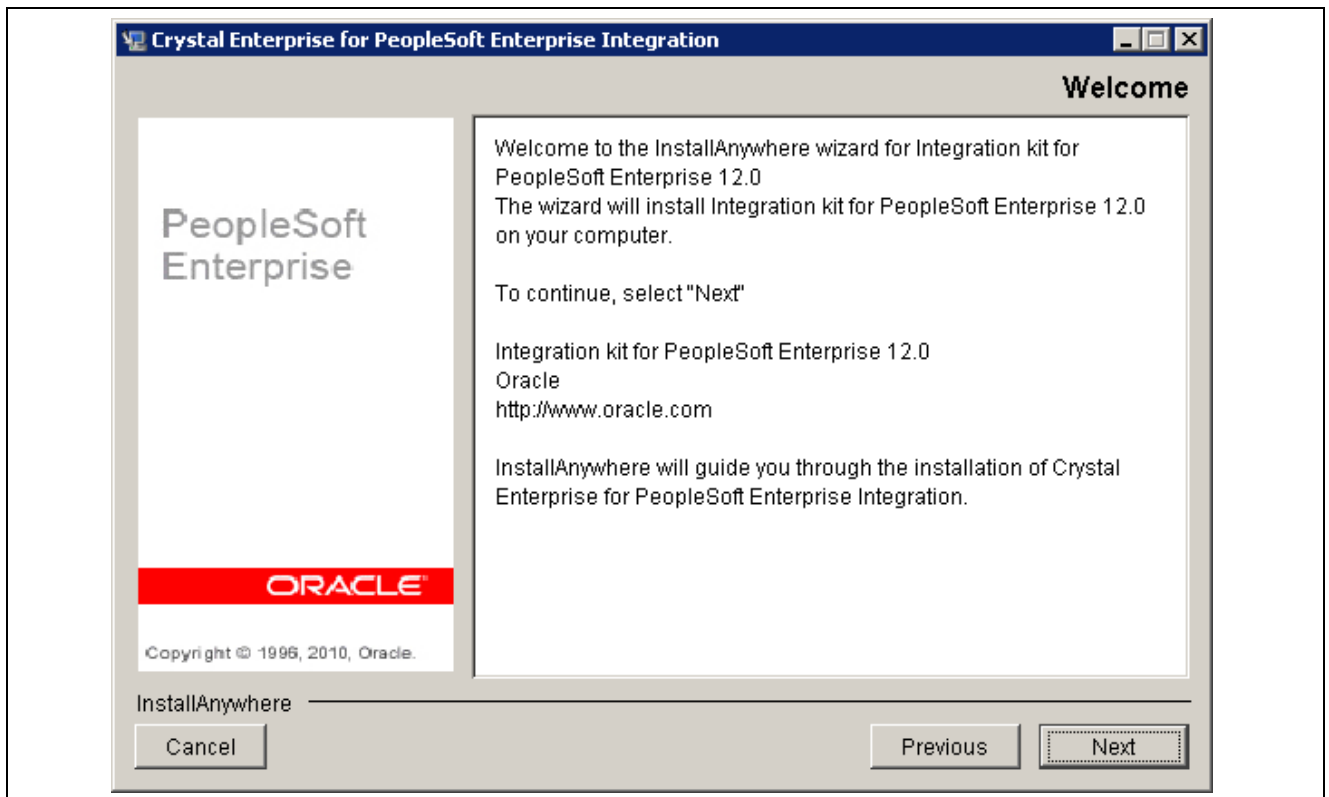 Crystal Enterprise for PeopleSoft Enterprise Integration
Welcome
PeopleSoft
Enterprise
ORACLE
Copyright © 1996, 2010, Oracle.
Welcome to the InstallAnywhere wizard for Integration kit for
PeopleSoft Enterprise 12.0
The wizard will install Integration kit for PeopleSoft Enterprise 12.0
on your computer.
To continue, select "Next"
Integration kit for PeopleSoft Enterprise 12.0
Oracle
http://www.oracle.com
InstallAnywhere will guide you through the installation of Crystal
Enterprise for PeopleSoft Enterprise Integration.
InstallAnywhere
Cancel
Previous
Next